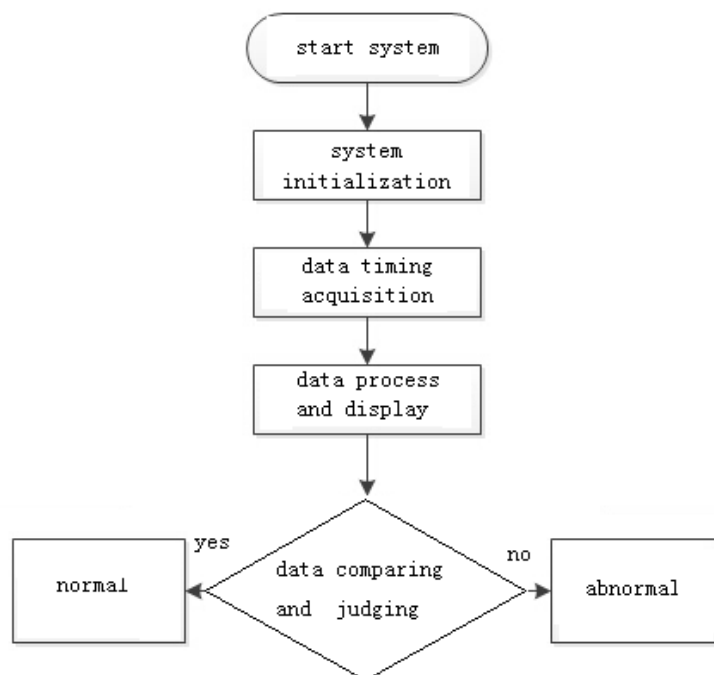 start system
system
initialization
data timing
acquisition
data process
and display
yes
no
normal
data comparing
and judging
abnormal